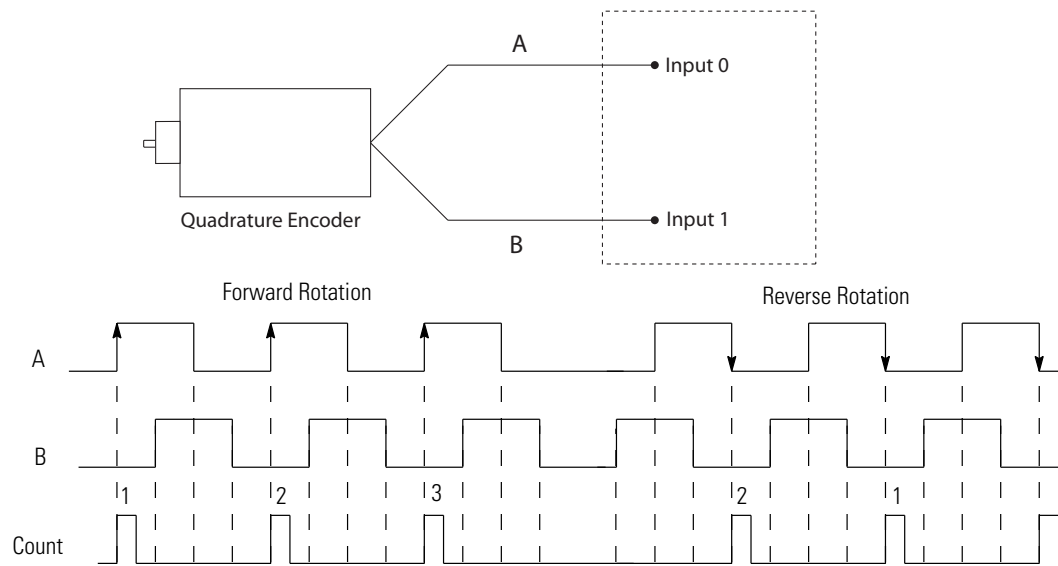 A
Input 0
Quadrature Encoder
Input 1
B
Forward Rotation
Reverse Rotation
A
B
1 2 3 2 1
Count